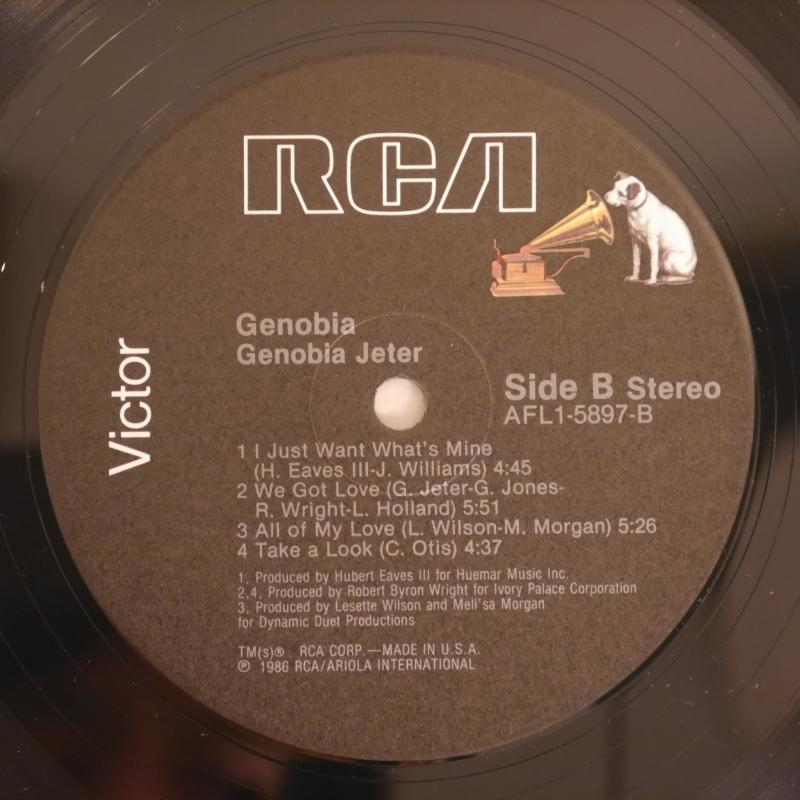 RCA
Victor
Genobia
Genobia Jeter
Side B Stereo
AFL1-5897-B
1 I Just Want What's Mine
(H. Eaves III-J. Williams) 4:45
2 We Got Love (G. Jeter-G. Jones-
R. Wright-L. Holland) 5:51
3 All of My Love (L. Wilson-M. Morgan) 5:26
4 Take a Look (C. Otis) 4:37
1, Produced by Hubert Eaves III for Huemar Music Inc.
2,4, Produced by Robert Byron Wright for Ivory Palace Corporation
3, Produced by Lesette Wilson and Meli'sa Morgan
for Dynamic Duet Productions
TM(s)® RCA CORP.—MADE IN U.S.A.
℗ 1986 RCA/ARIOLA INTERNATIONAL